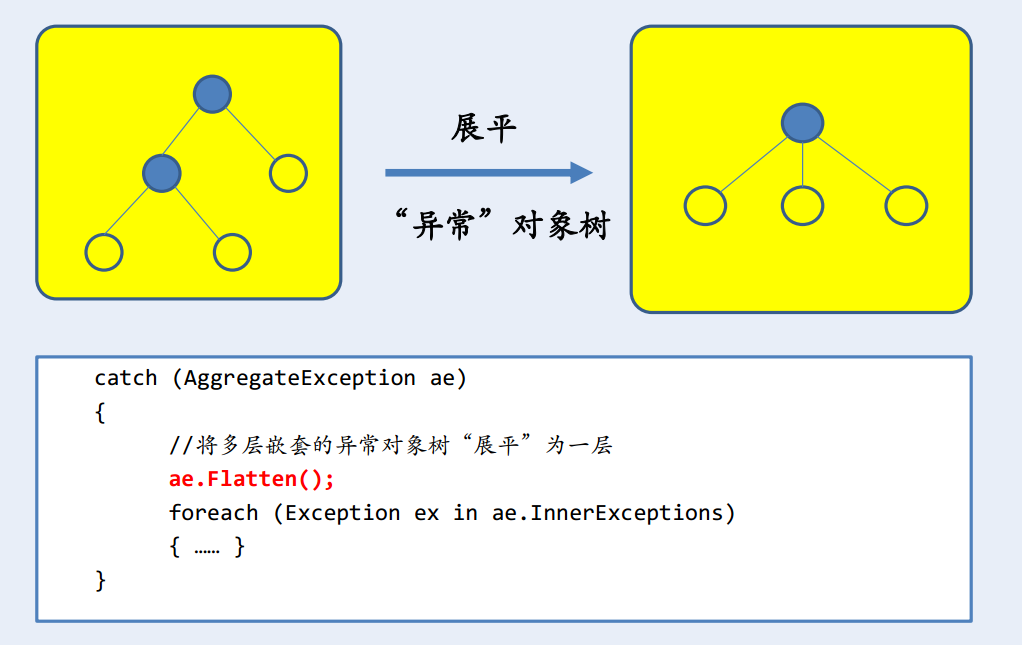 展平
“异常”对象树
catch (AggregateException ae)
{
//将多层嵌套的异常对象树“展平”为一层
ae.Flatten();
foreach (Exception ex in ae.InnerExceptions)
{ …… }
}